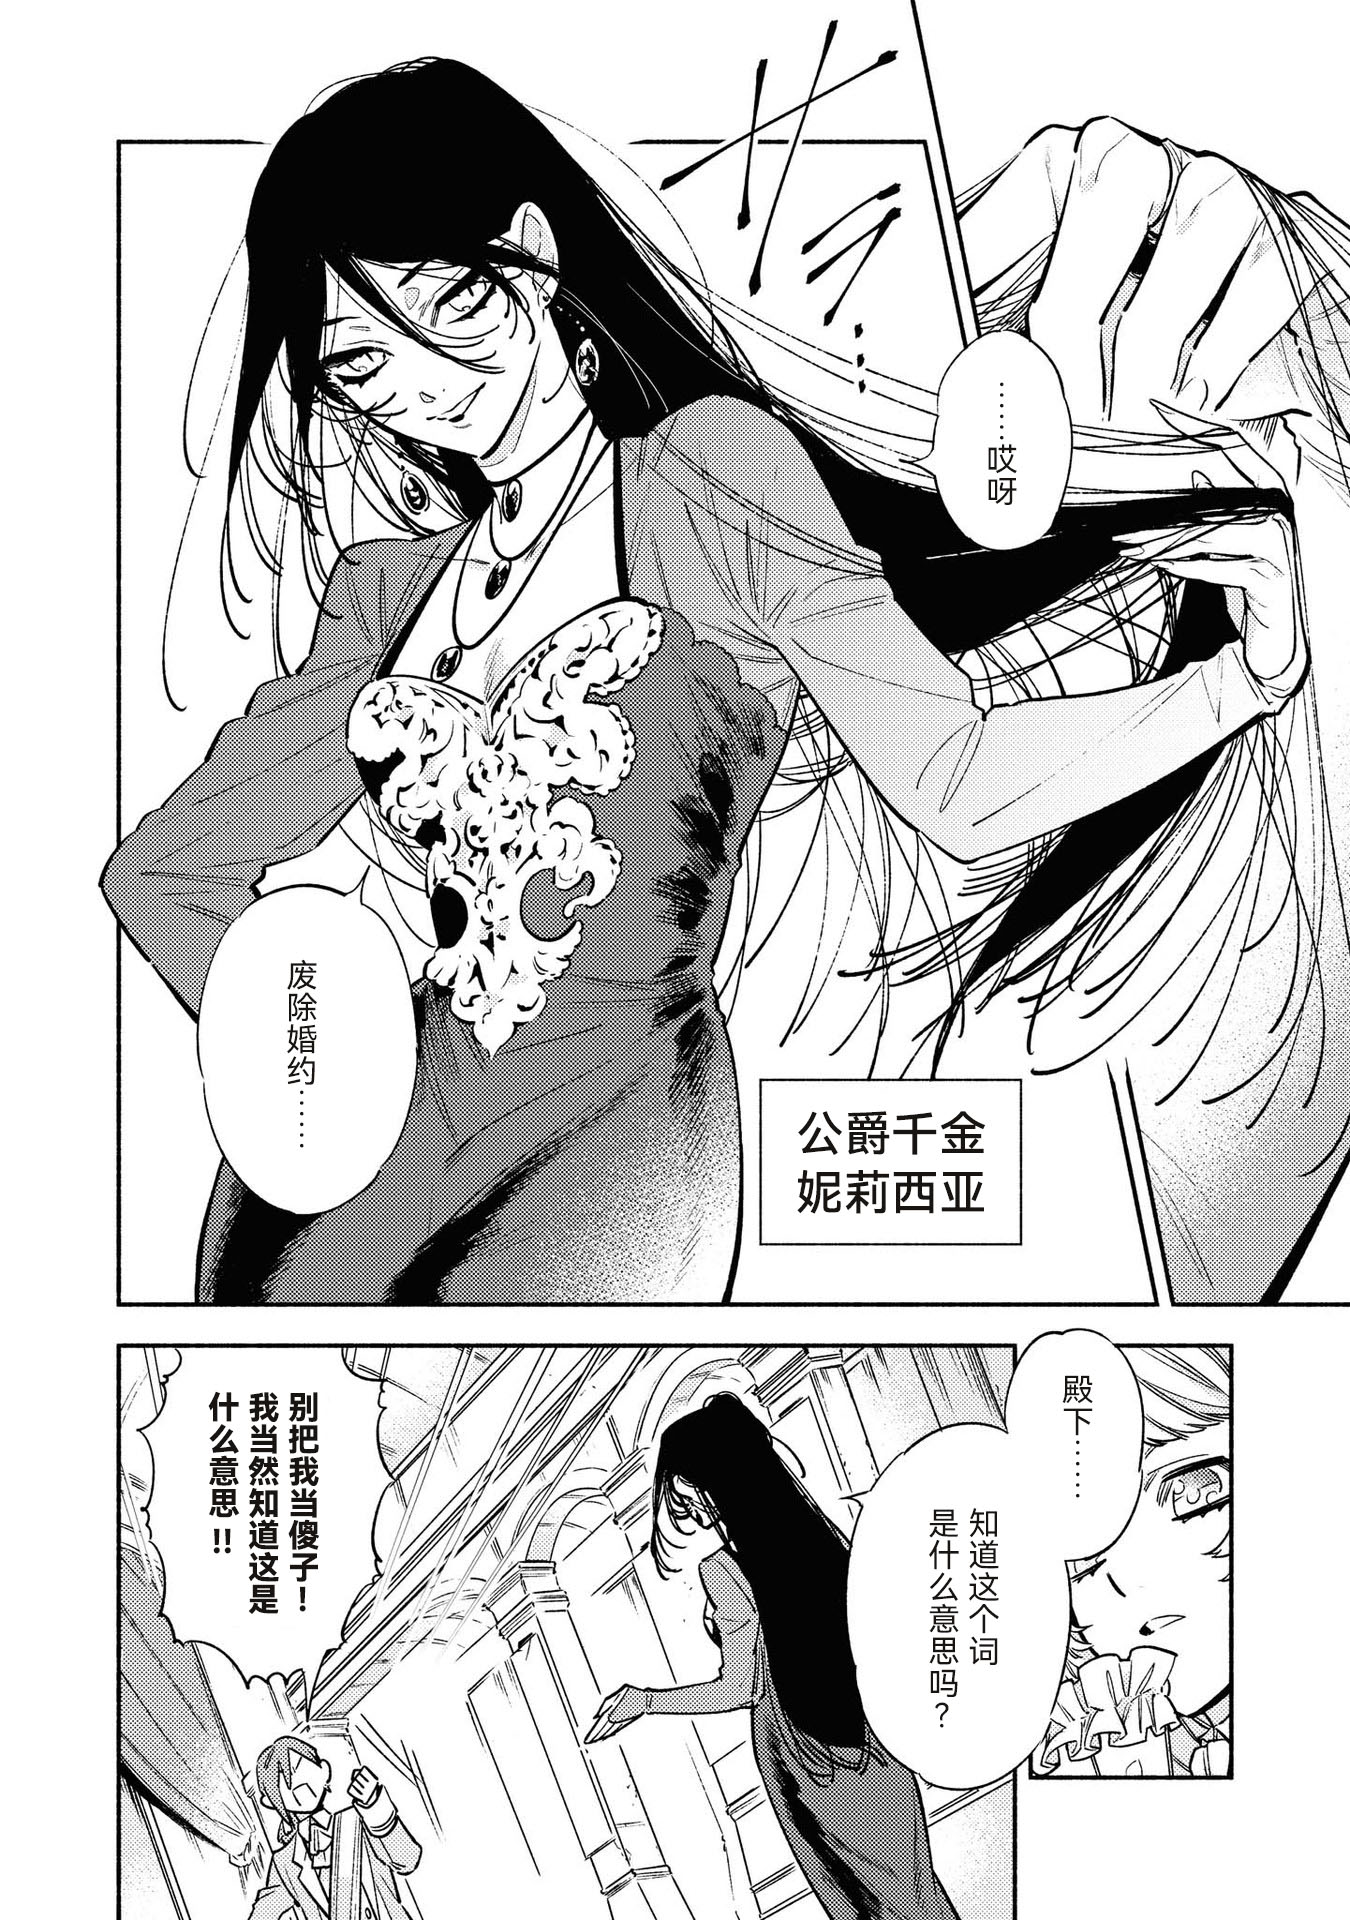 ……哎呀
废除婚约……
公爵千金
妮莉西亚
殿下……
知道这个词
是什么意思吗？
别把我当傻子！
我当然知道这是
什么意思!!